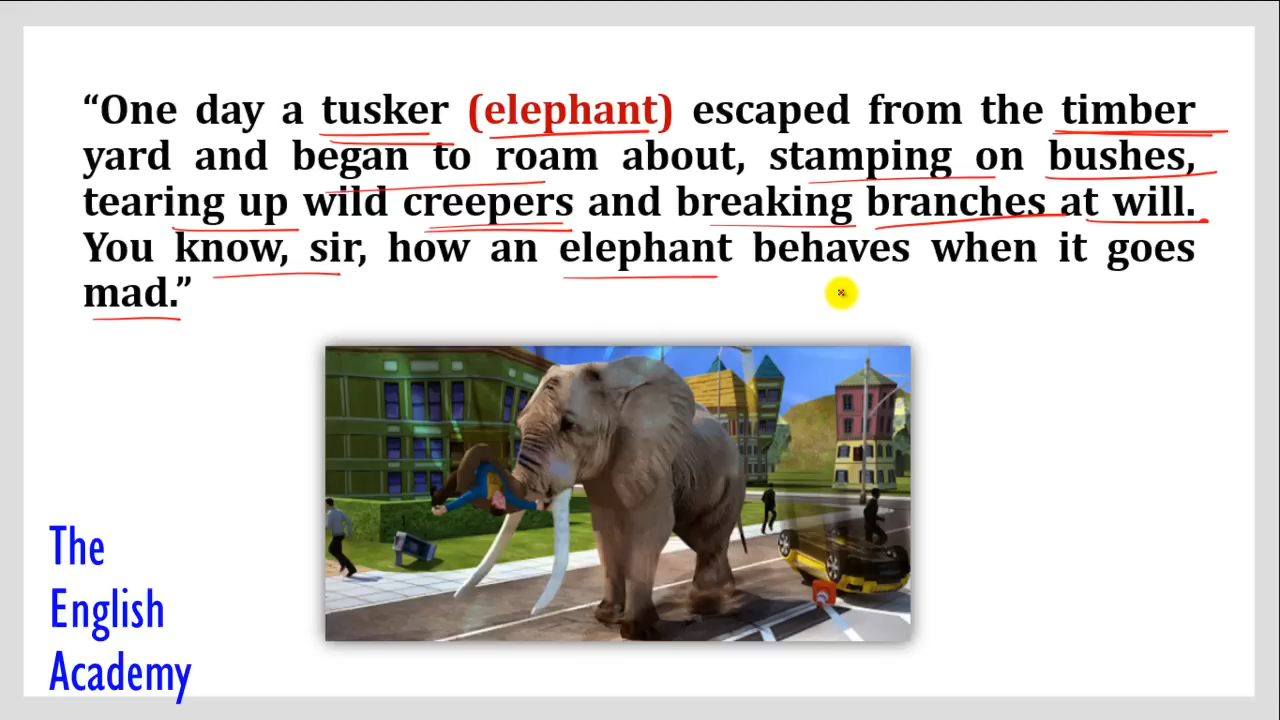 “One day a tusker (elephant) escaped from the timber
yard and began to roam about, stamping on bushes,
tearing up wild creepers and breaking branches at will.
You know, sir, how an elephant behaves when it goes
mad.”
The
English
Academy